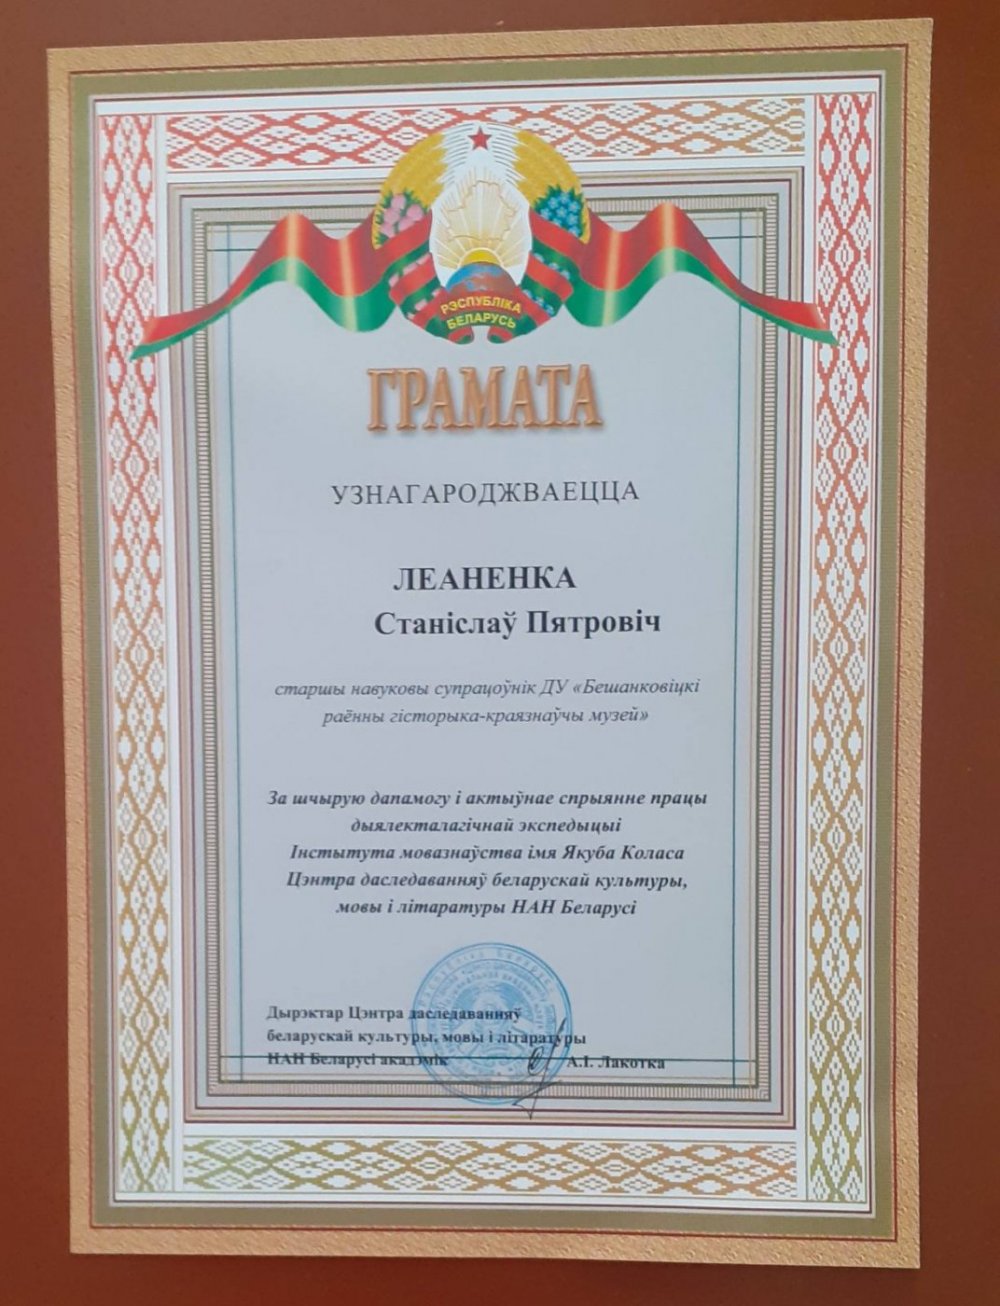 РЭСПУБЛІКА
БЕЛАРУСЬ
ГРАМАТА
УЗНАГАРОДЖВАЕЦЦА
ЛЕАНЕНКА
Станіслаў Пятровіч
старшы навуковы супрацоўнік ДУ «Бешанковіцкі
раённы гісторыка-краязнаўчы музей»
За шчырую дапамогу і актыўнае спрыянне працы
дыялекталагічнай экспедыцыі
Інстытута мовазнаўства імя Якуба Коласа
Цэнтра даследаванняў беларускай культуры,
мовы і літаратуры НАН Беларусі
Дырэктар Цэнтра даследаванняў
беларускай культуры, мовы і літаратуры
НАН Беларусі акадэмік А.І. Лакотка